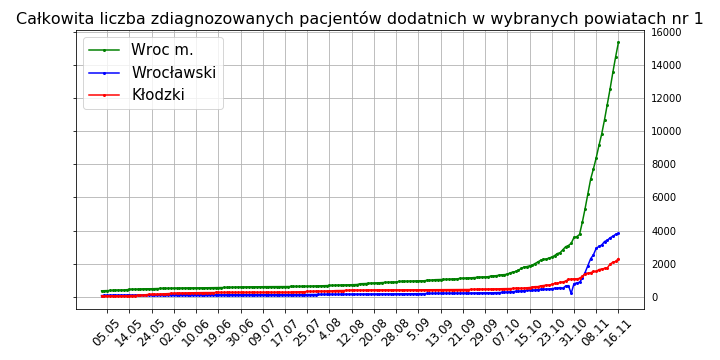 Całkowita liczba zdiagnozowanych pacjentów dodatnich w wybranych powiatach nr 1
Wroc m.
Wrocławski
Kłodzki
16000
14000
12000
10000
8000
6000
4000
2000
0
05.05 14.05 24.05 02.06 10.06 19.06 30.06 09.07 17.07 25.07 4.08 12.08 20.08 28.08 5.09 13.09 21.09 29.09 07.10 15.10 23.10 31.10 08.11 16.11